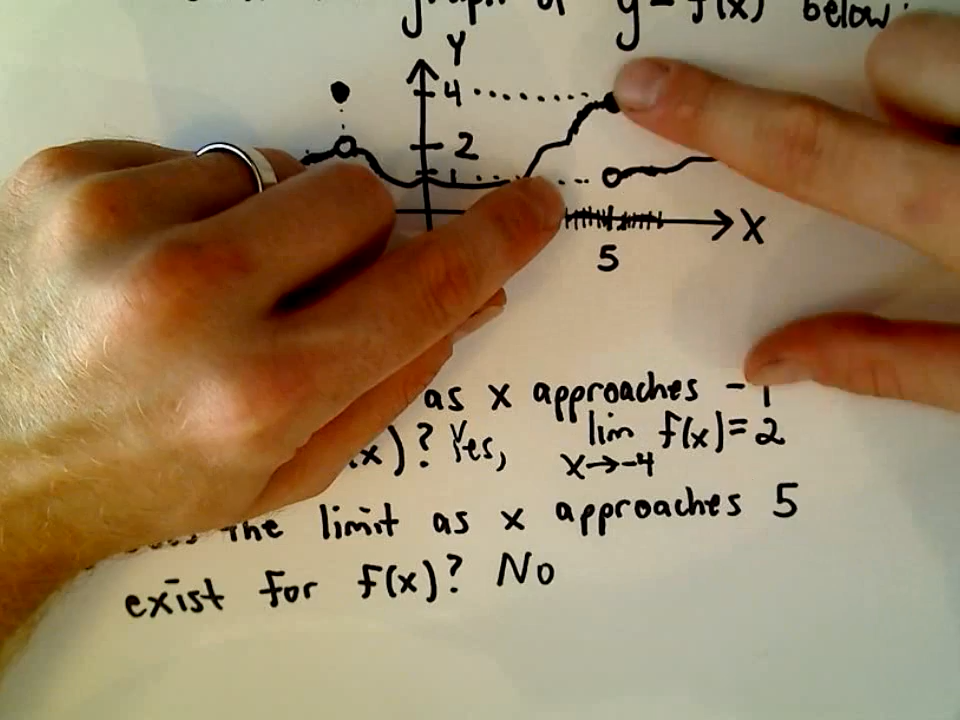 graph of y = f(x) below:
Y
4
2
1
X
5
as x approaches -
x)? Yes, lim f(x) = 2
x→-4
the limit as x approaches 5
exist for f(x)? No